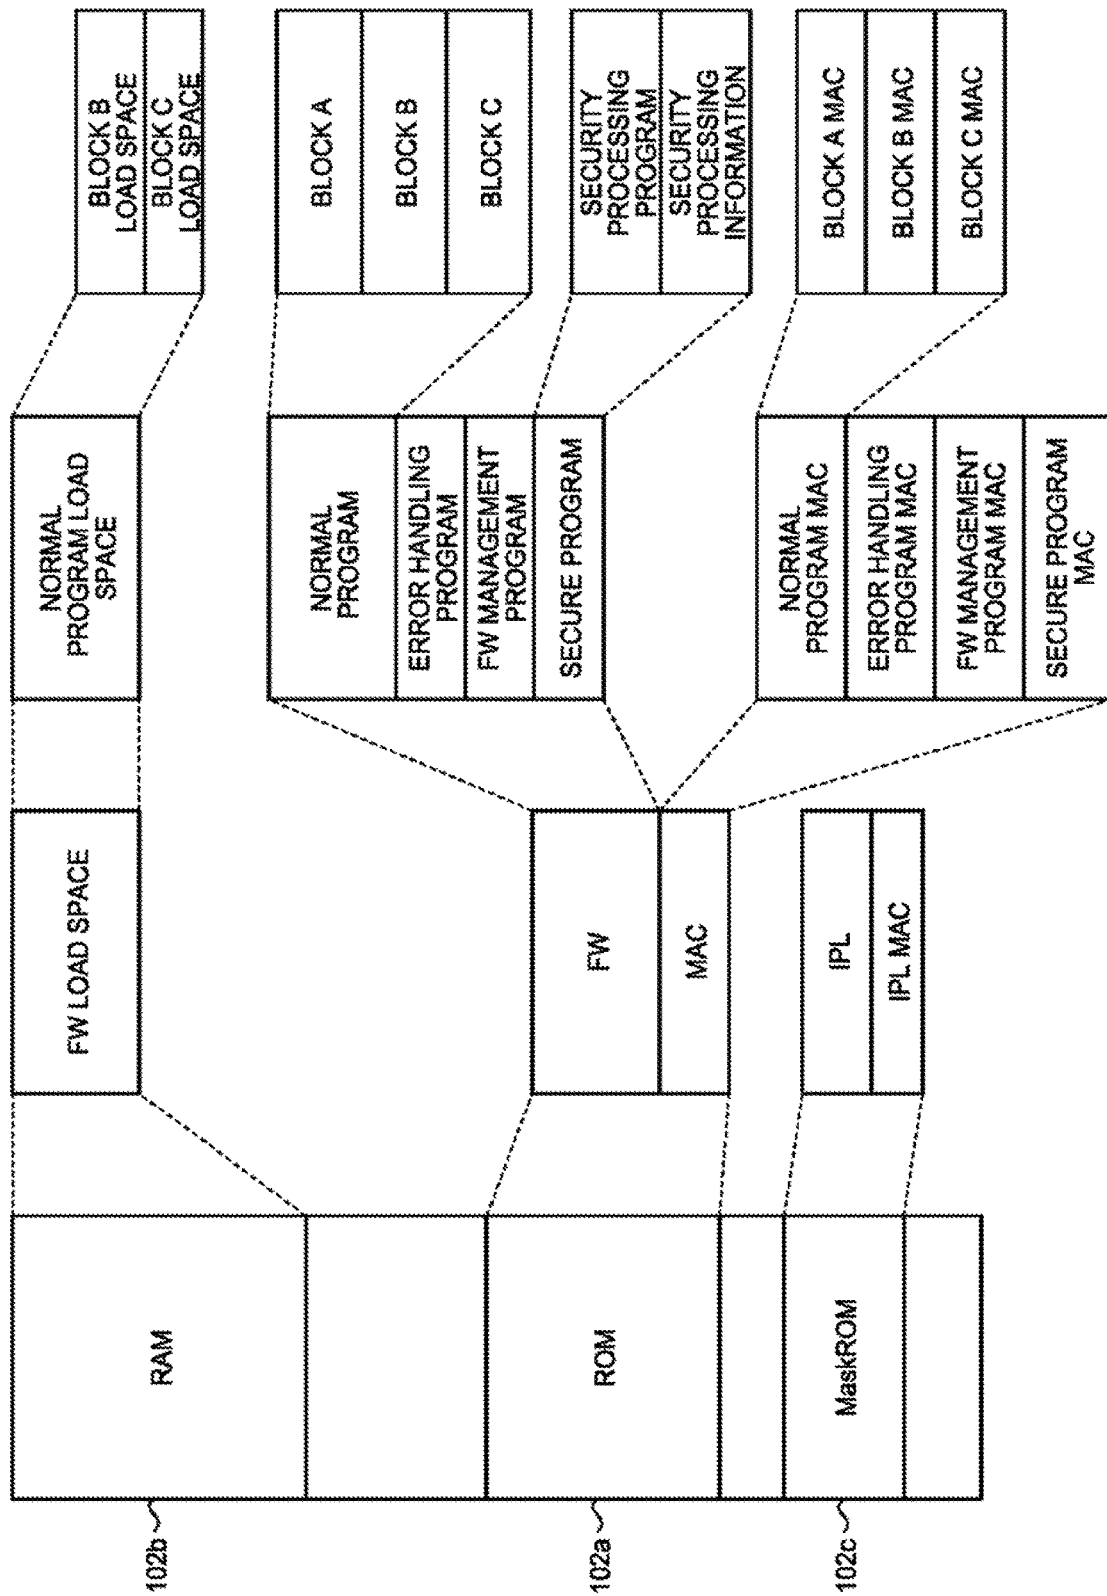 BLOCK B
LOAD SPACE
BLOCK C
LOAD SPACE
BLOCK A
BLOCK B
BLOCK C
SECURITY
PROCESSING
PROGRAM
SECURITY
PROCESSING
INFORMATION
BLOCK A MAC
BLOCK B MAC
BLOCK C MAC
NORMAL
PROGRAM LOAD
SPACE
NORMAL
PROGRAM
ERROR HANDLING
PROGRAM
FW MANAGEMENT
PROGRAM
SECURE PROGRAM
NORMAL
PROGRAM MAC
ERROR HANDLING
PROGRAM MAC
FW MANAGEMENT
PROGRAM MAC
SECURE PROGRAM
MAC
FW LOAD SPACE
FW
MAC
IPL
IPL MAC
RAM
ROM
MaskROM
102b
102a
102c